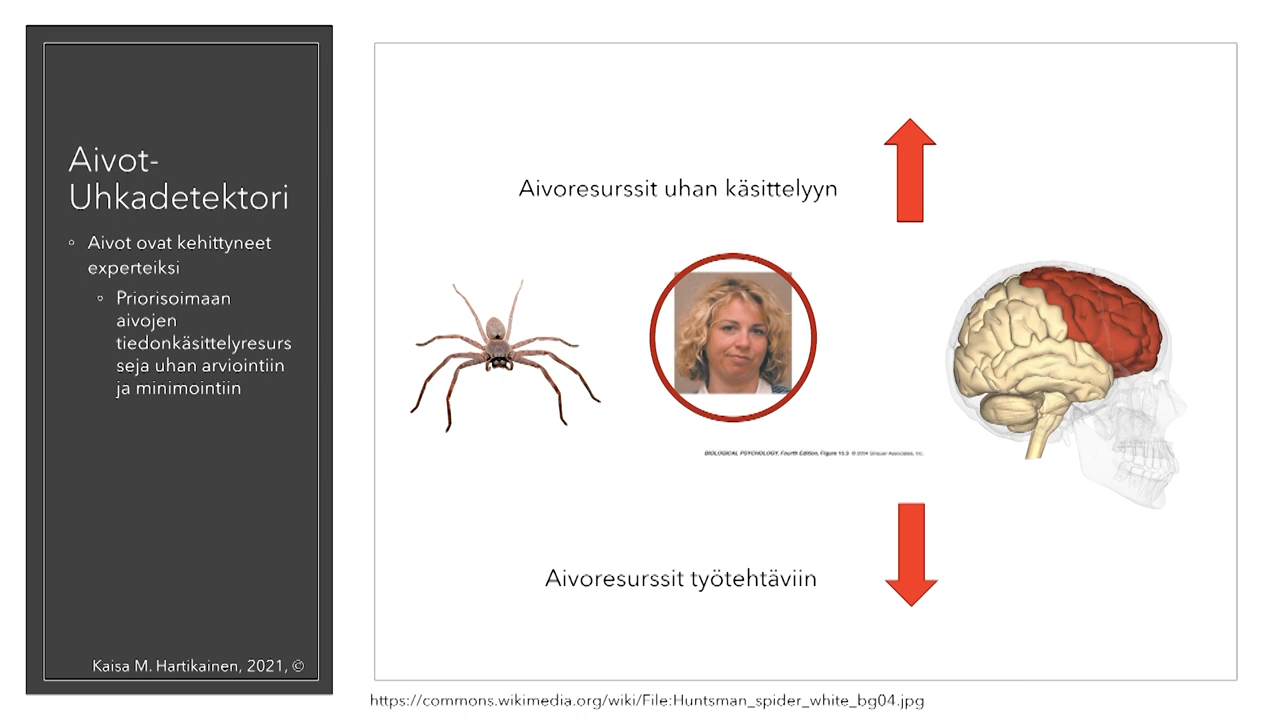 Aivot-
Uhkadetektori
Aivot ovat kehittyneet
experteiksi
Priorisoimaan
aivojen
tiedonkäsittelyresurs
seja uhan arviointiin
ja minimointiin
Kaisa M. Hartikainen, 2021, ©
Aivoresurssit uhan käsittelyyn
BIOLOGICAL PSYCHOLOGY, Fourth Edition, Figure 15.9 © 2004 Sinauer Associates, Inc.
Aivoresurssit työtehtäviin
https://commons.wikimedia.org/wiki/File:Huntsman_spider_white_bg04.jpg